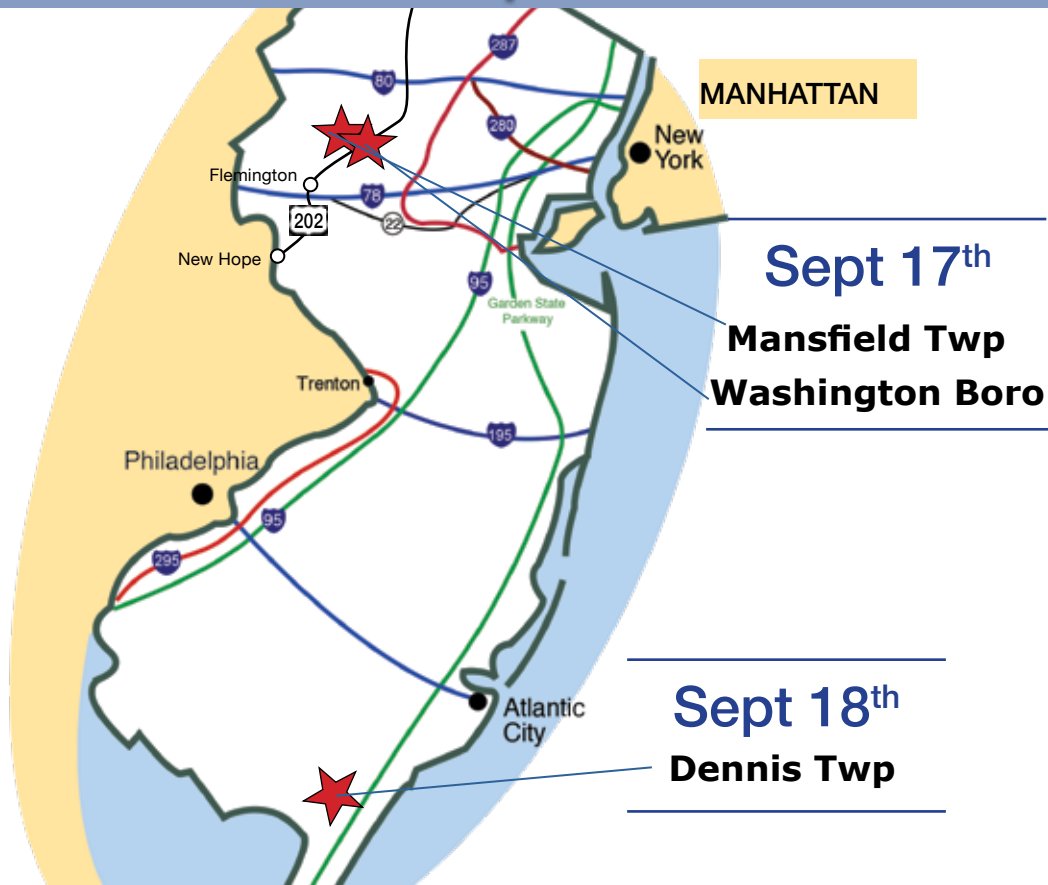 287
80
MANHATTAN
280
New
York
Flemington
78
202
22
New Hope
Sept 17th
95
Garden State
Parkway
Mansfield Twp
Trenton
Washington Boro
195
Philadelphia
95
295
Sept 18th
Atlantic
City
Dennis Twp